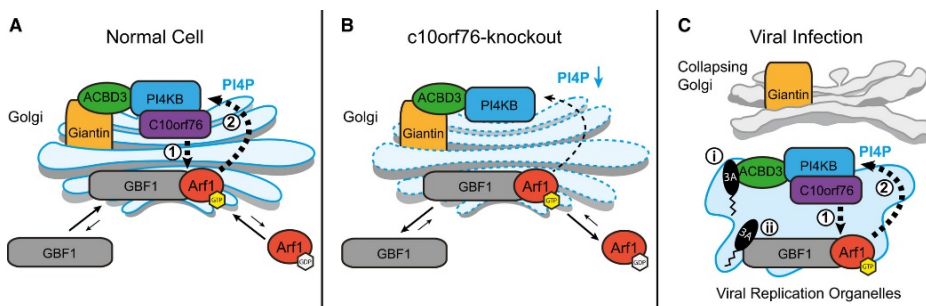 A
Normal Cell
PI4P
ACBD3
PI4KB
C10orf76
Golgi
Giantin
2
1
GBF1
Arf1
GTP
GBF1
Arf1
GDP
B
c10orf76-knockout
PI4P
ACBD3
PI4KB
Golgi
Giantin
GBF1
Arf1
GTP
GBF1
Arf1
GDP
C
Viral Infection
Collapsing
Golgi
Giantin
PI4P
i
3A
ACBD3
PI4KB
C10orf76
2
1
3A
ii
GBF1
Arf1
GTP
Viral Replication Organelles